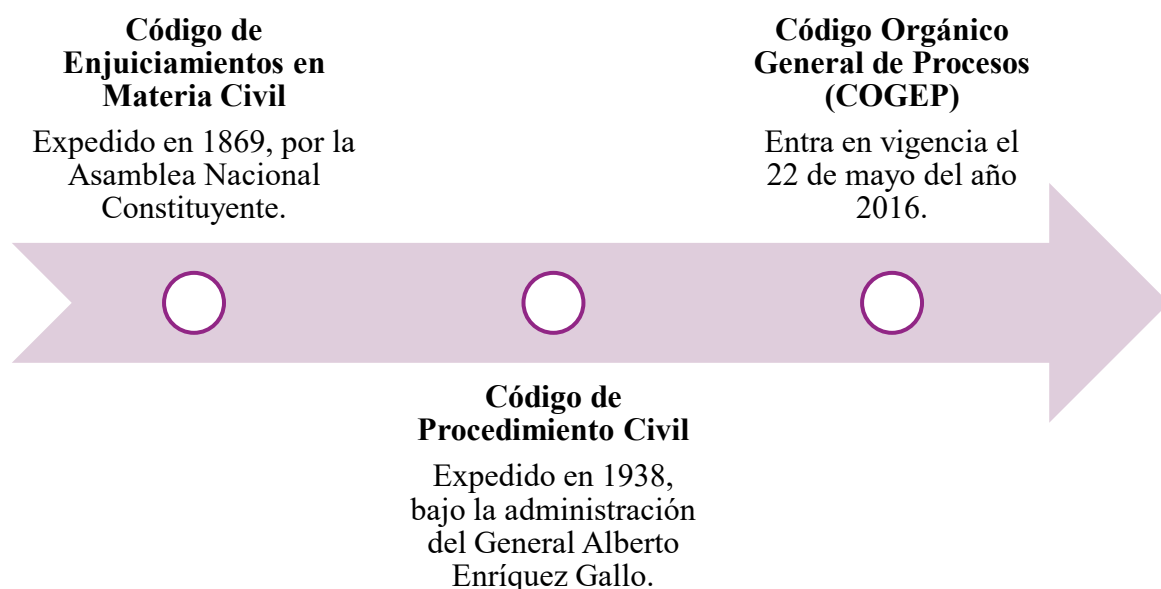 Código de
Enjuiciamientos en
Materia Civil
Expedido en 1869, por la
Asamblea Nacional
Constituyente.
Código de
Procedimiento Civil
Expedido en 1938,
bajo la administración
del General Alberto
Enríquez Gallo.
Código Orgánico
General de Procesos
(COGEP)
Entra en vigencia el
22 de mayo del año
2016.